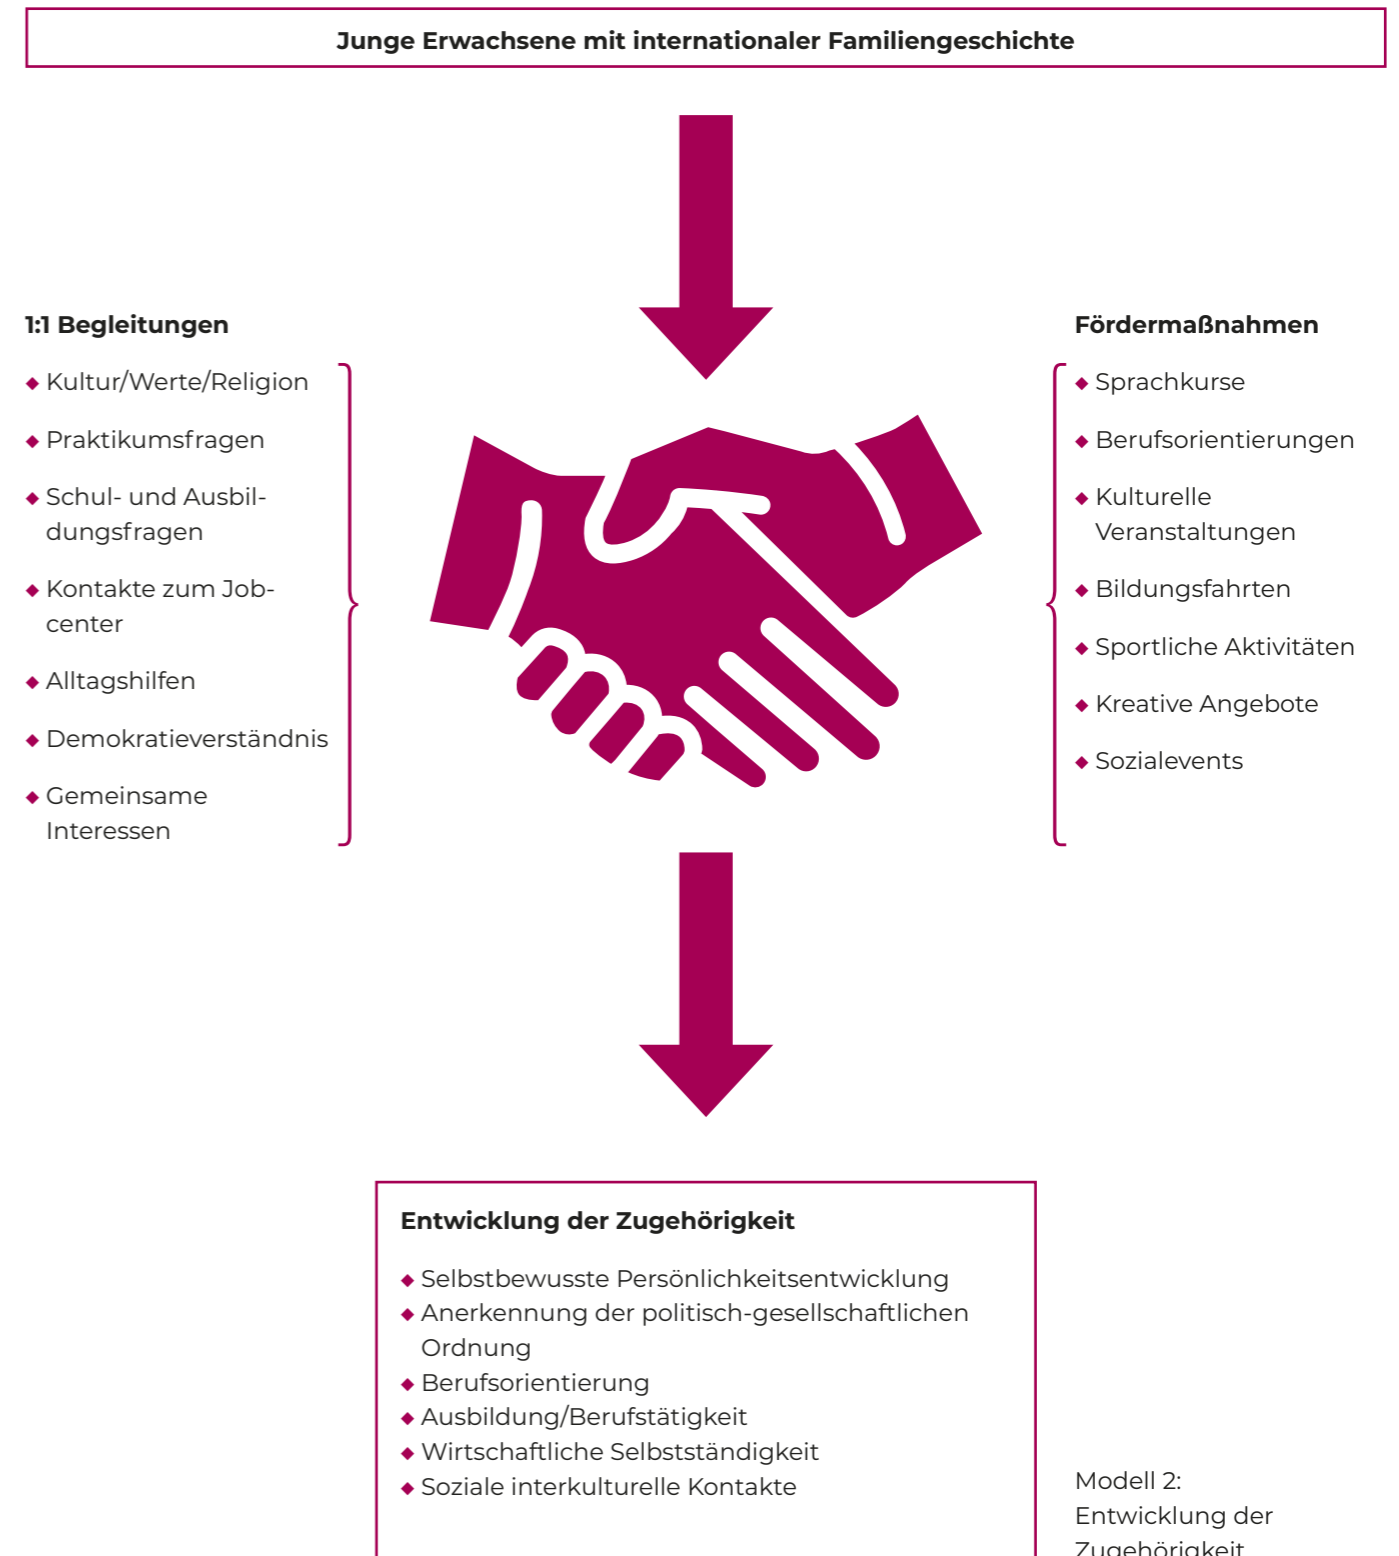 Junge Erwachsene mit internationaler Familiengeschichte
1:1 Begleitungen
◆ Kultur/Werte/Religion
◆ Praktikumsfragen
◆ Schul- und Ausbil-
dungsfragen
◆ Kontakte zum Job-
center
◆ Alltagshilfen
◆ Demokratieverständnis
◆ Gemeinsame
Interessen
Fördermaßnahmen
◆ Sprachkurse
◆ Berufsorientierungen
◆ Kulturelle
Veranstaltungen
◆ Bildungsfahrten
◆ Sportliche Aktivitäten
◆ Kreative Angebote
◆ Sozialevents
Entwicklung der Zugehörigkeit
◆ Selbstbewusste Persönlichkeitsentwicklung
◆ Anerkennung der politisch-gesellschaftlichen
Ordnung
◆ Berufsorientierung
◆ Ausbildung/Berufstätigkeit
◆ Wirtschaftliche Selbstständigkeit
◆ Soziale interkulturelle Kontakte
Modell 2:
Entwicklung der
Zugehörigkeit